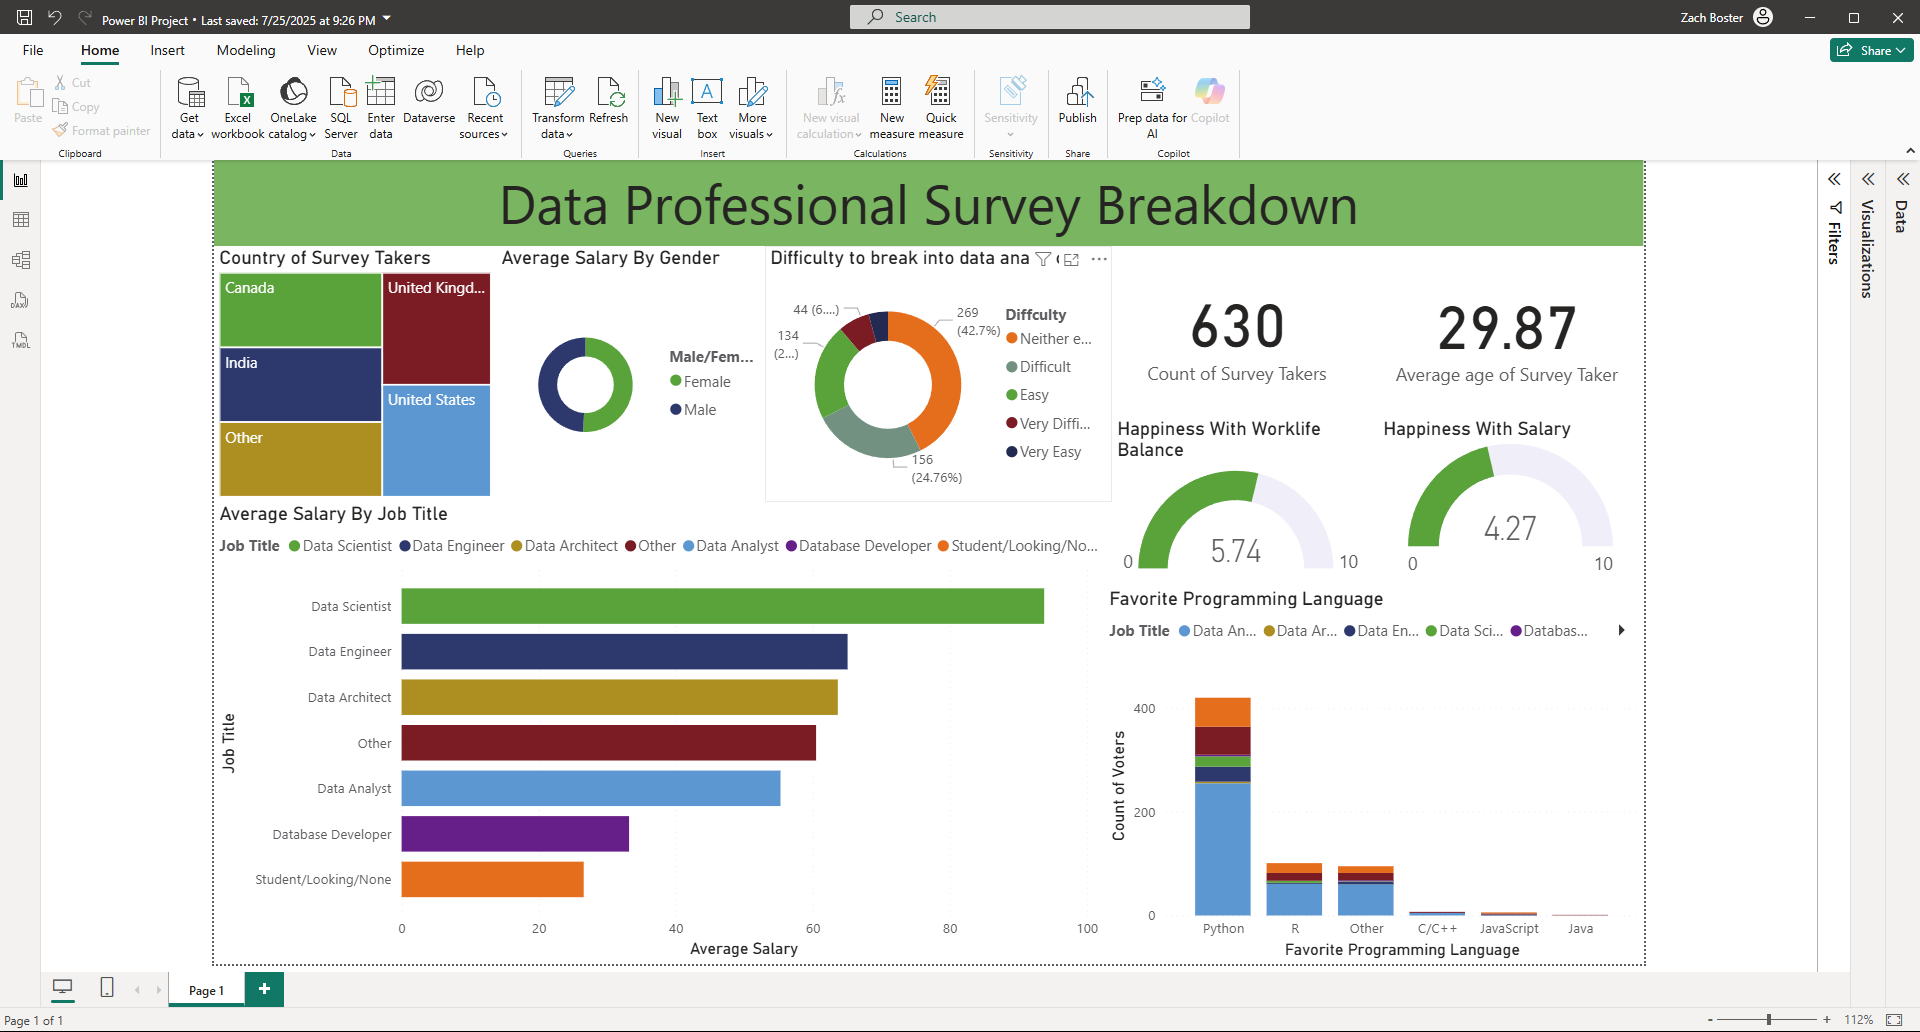 Power BI Project • Last saved: 7/25/2025 at 9:26 PM
Search
Zach Boster
File Home Insert Modeling View Optimize Help
Share
Paste
Cut
Copy
Format painter
Clipboard
Get data
Excel workbook
OneLake catalog
SQL Server
Enter data
Dataverse
Recent sources
Data
Transform data
Refresh
Queries
New visual
Text box
More visuals
Insert
New visual calculation
New measure
Quick measure
Calculations
Sensitivity
Sensitivity
Publish
Share
Prep data for AI
Copilot
Copilot
DAX
TMDL
Data Professional Survey Breakdown
Country of Survey Takers
Canada
United Kingd...
India
United States
Other
Average Salary By Gender
Male/Fem...
Female
Male
Difficulty to break into data ana
44 (6....)
134
(2...)
269
(42.7%)
156
(24.76%)
Diffculty
Neither e...
Difficult
Easy
Very Diffi...
Very Easy
630
Count of Survey Takers
29.87
Average age of Survey Taker
Happiness With Worklife
Balance
5.74
0
10
Happiness With Salary
4.27
0
10
Average Salary By Job Title
Job Title Data Scientist Data Engineer Data Architect Other Data Analyst Database Developer Student/Looking/No...
Job Title
Data Scientist
Data Engineer
Data Architect
Other
Data Analyst
Database Developer
Student/Looking/None
0 20 40 60 80 100
Average Salary
Favorite Programming Language
Job Title Data An... Data Ar... Data En... Data Sci... Databas...
Count of Voters
400
200
0
Python R Other C/C++ JavaScript Java
Favorite Programming Language
Filters
Visualizations
Data
Page 1
Page 1 of 1
- + 112%